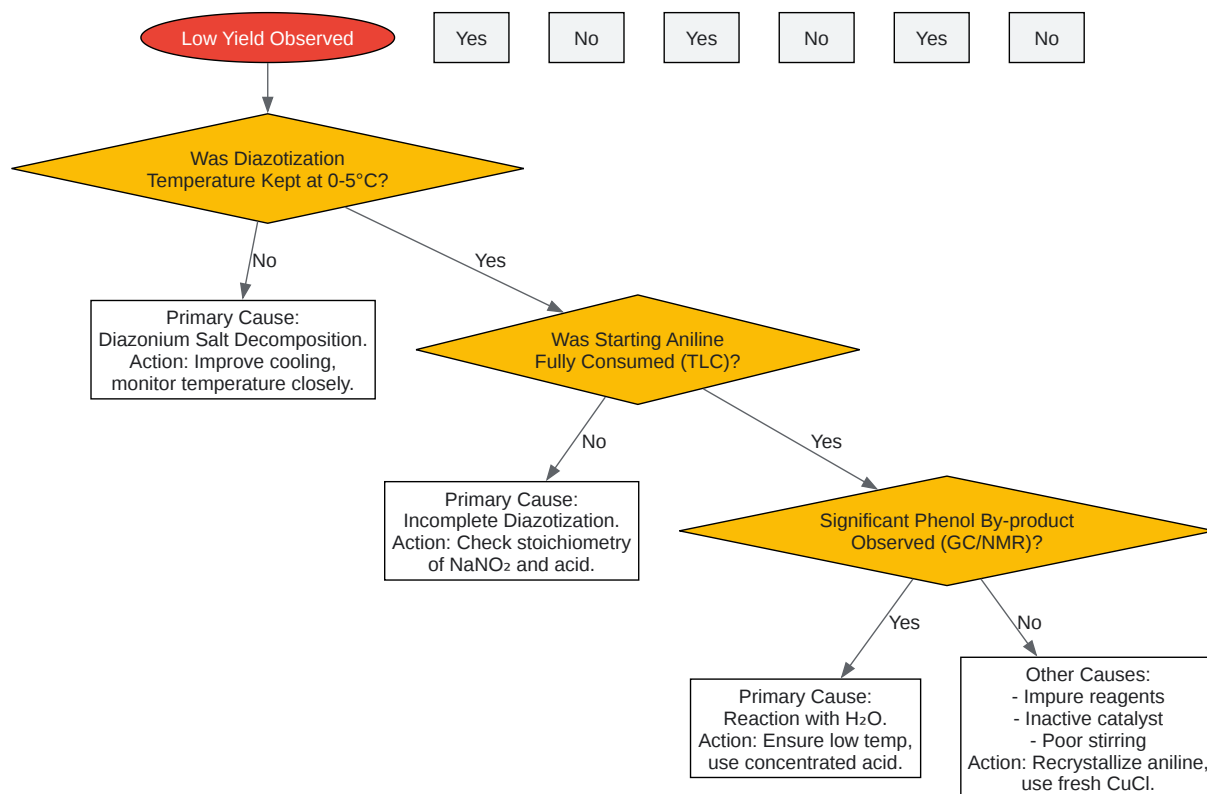 Low Yield Observed
Yes
No
Yes
No
Yes
No
Was Diazotization
Temperature Kept at 0-5°C?
No
Yes
Primary Cause:
Diazonium Salt Decomposition.
Action: Improve cooling,
monitor temperature closely.
Was Starting Aniline
Fully Consumed (TLC)?
No
Yes
Primary Cause:
Incomplete Diazotization.
Action: Check stoichiometry
of NaNO₂ and acid.
Significant Phenol By-product
Observed (GC/NMR)?
Yes
No
Primary Cause:
Reaction with H₂O.
Action: Ensure low temp,
use concentrated acid.
Other Causes:
- Impure reagents
- Inactive catalyst
- Poor stirring
Action: Recrystallize aniline,
use fresh CuCl.